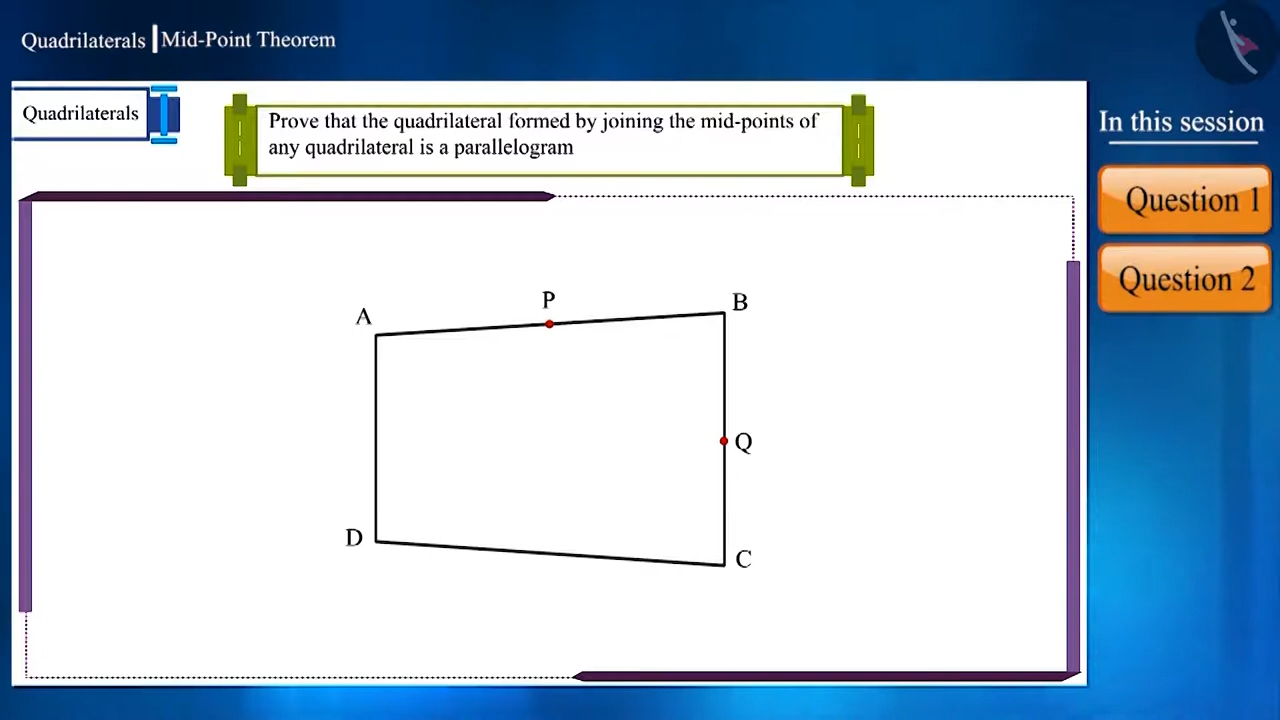 Quadrilaterals | Mid-Point Theorem
Quadrilaterals
Prove that the quadrilateral formed by joining the mid-points of
any quadrilateral is a parallelogram
In this session
Question 1
Question 2
P
B
A
Q
D
C